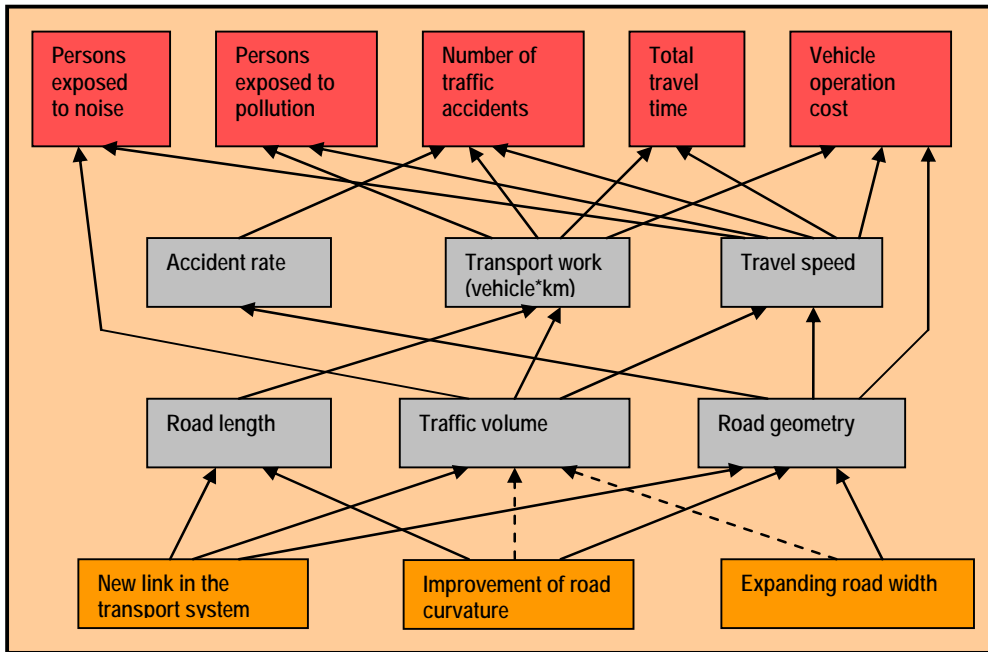 Persons
exposed
to noise
Persons
exposed to
pollution
Number of
traffic
accidents
Total
travel
time
Vehicle
operation
cost
Accident rate
Transport work
(vehicle*km)
Travel speed
Road length
Traffic volume
Road geometry
New link in the
transport system
Improvement of road
curvature
Expanding road width